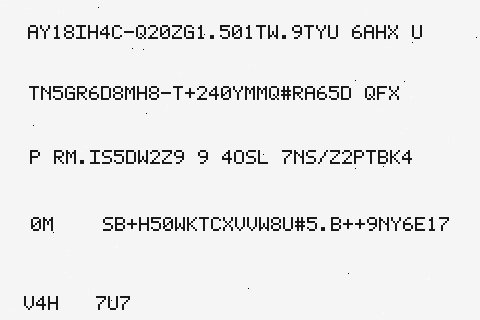 AY18IH4C-Q20ZG1.501TW.9TYU 6AHX U
TN5GR6D8MH8-T+240YMMQ#RA65D QFX
P RM.IS5DW2Z9 9 4OSL 7NS/Z2PTBK4
0M    SB+H50WKTCXVVW8U#5.B++9NY6E17
V4H   7U7